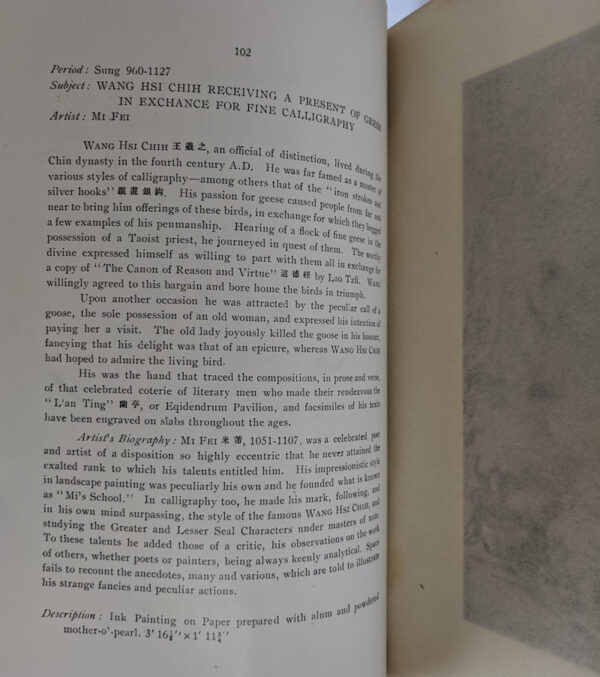 102
Period: Sung 960-1127
Subject: WANG HSI CHIH RECEIVING A PRESENT OF GEESE
IN EXCHANCE FOR FINE CALLIGRAPHY
Artist: MI FEI
WANG HSI CHIH 王羲之, an official of distinction, lived during the
Chin dynasty in the fourth century A.D. He was far famed as a master of
various styles of calligraphy—among others that of the "iron strokes and
silver hooks" 鐵畫銀鈎. His passion for geese caused people from far and
near to bring him offerings of these birds, in exchange for which they begged
a few examples of his penmanship. Hearing of a flock of fine geese in the
possession of a Taoist priest, he journeyed in quest of them. The worthy
divine expressed himself as willing to part with them all in exchange for
a copy of "The Canon of Reason and Virtue" 道德經 by Lao Tzŭ. WANG
willingly agreed to this bargain and bore home the birds in triumph.
Upon another occasion he was attracted by the peculiar call of a
goose, the sole possession of an old woman, and expressed his intention of
paying her a visit. The old lady joyously killed the goose in his honour,
fancying that his delight was that of an epicure, whereas WANG HSI CHIH
had hoped to admire the living bird.
His was the hand that traced the compositions, in prose and verse,
of that celebrated coterie of literary men who made their rendezvous the
"L'an Ting" 蘭亭, or Eqidendrum Pavilion, and facsimiles of his texts
have been engraved on slabs throughout the ages.
Artist's Biography: MI FEI 米芾, 1051-1107, was a celebrated poet
and artist of a disposition so highly eccentric that he never attained the
exalted rank to which his talents entitled him. His impressionistic style
in landscape painting was peculiarly his own and he founded what is known
as "Mi's School." In calligraphy too, he made his mark, following, and
in his own mind surpassing, the style of the famous WANG HSI CHIH, and
studying the Greater and Lesser Seal Characters under masters of note.
To these talents he added those of a critic, his observations on the work
of others, whether poets or painters, being always keenly analytical. Space
fails to recount the anecdotes, many and various, which are told to illustrate
his strange fancies and peculiar actions.
Description: Ink Painting on Paper prepared with alum and powdered
mother-o'-pearl. 3' 16½" × 1' 11¾"